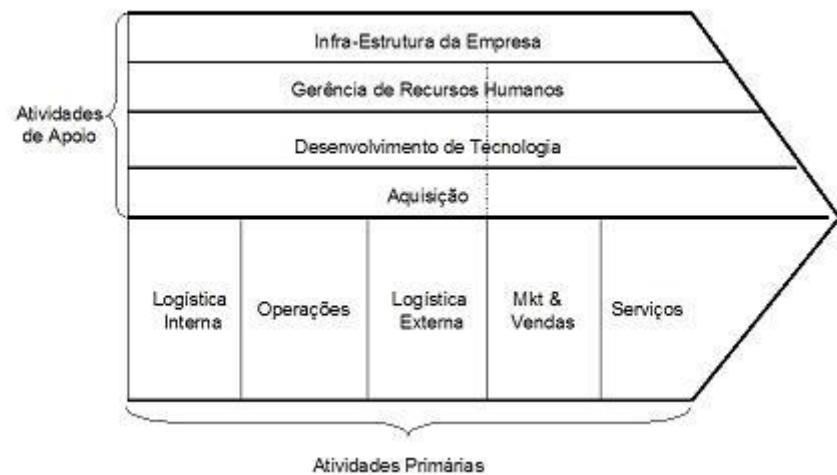 Infra-Estrutura da Empresa
Gerência de Recursos Humanos
Atividades
de Apoio
Desenvolvimento de Tecnologia
Aquisição
Logística
Interna
Operações
Logística
Externa
Mkt &
Vendas
Serviços
Atividades Primárias